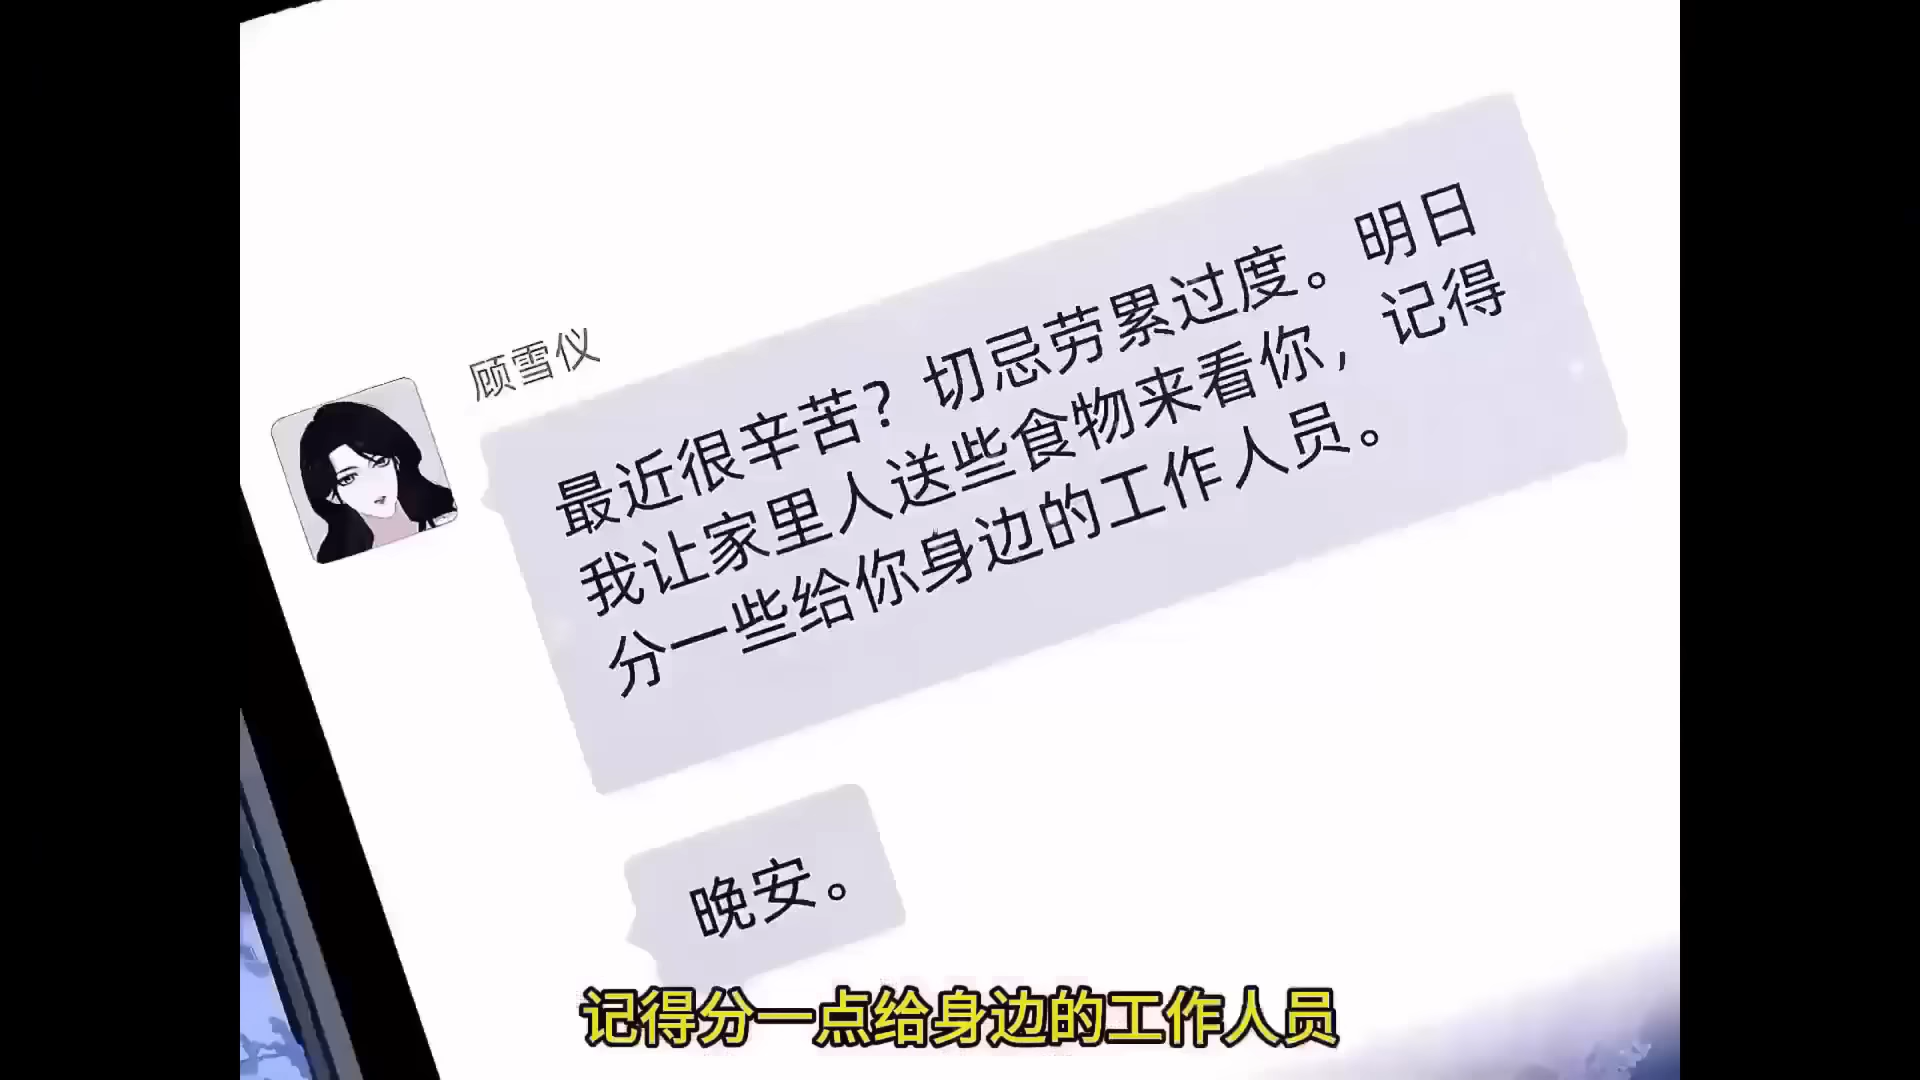 顾雪仪
最近很辛苦？切忌劳累过度。明日
我让家里人送些食物来看你，记得
分一些给你身边的工作人员。
晚安。
记得分一点给身边的工作人员